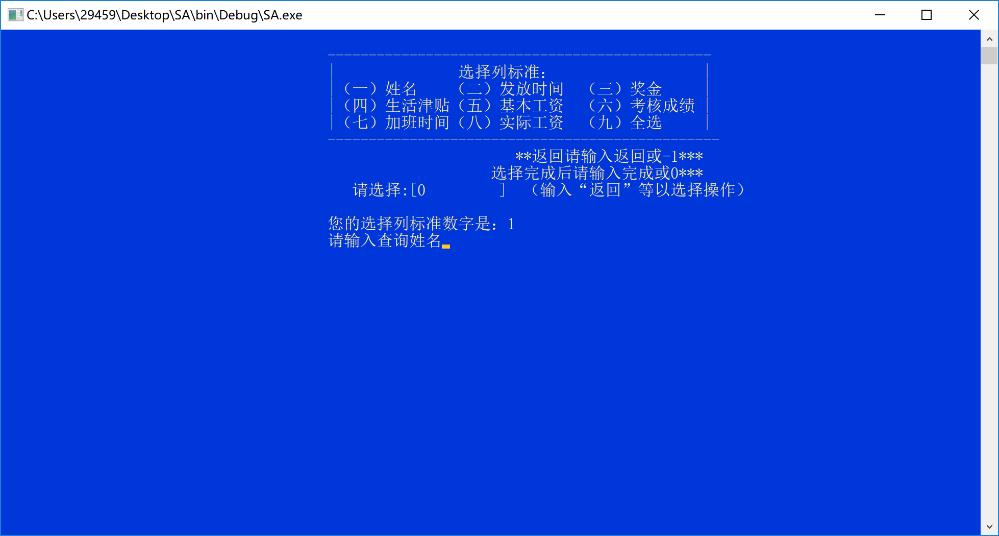 C:\Users\29459\Desktop\SA\bin\Debug\SA.exe
-----------------------------------------------
|               选择列标准：                   |
|（一）姓名    （二）发放时间  （三）奖金     |
|（四）生活津贴（五）基本工资  （六）考核成绩 |
|（七）加班时间（八）实际工资  （九）全选     |
------------------------------------------------
**返回请输入返回或-1***
选择完成后请输入完成或0***
请选择:[0         ]  （输入“返回”等以选择操作）
您的选择列标准数字是：1
请输入查询姓名